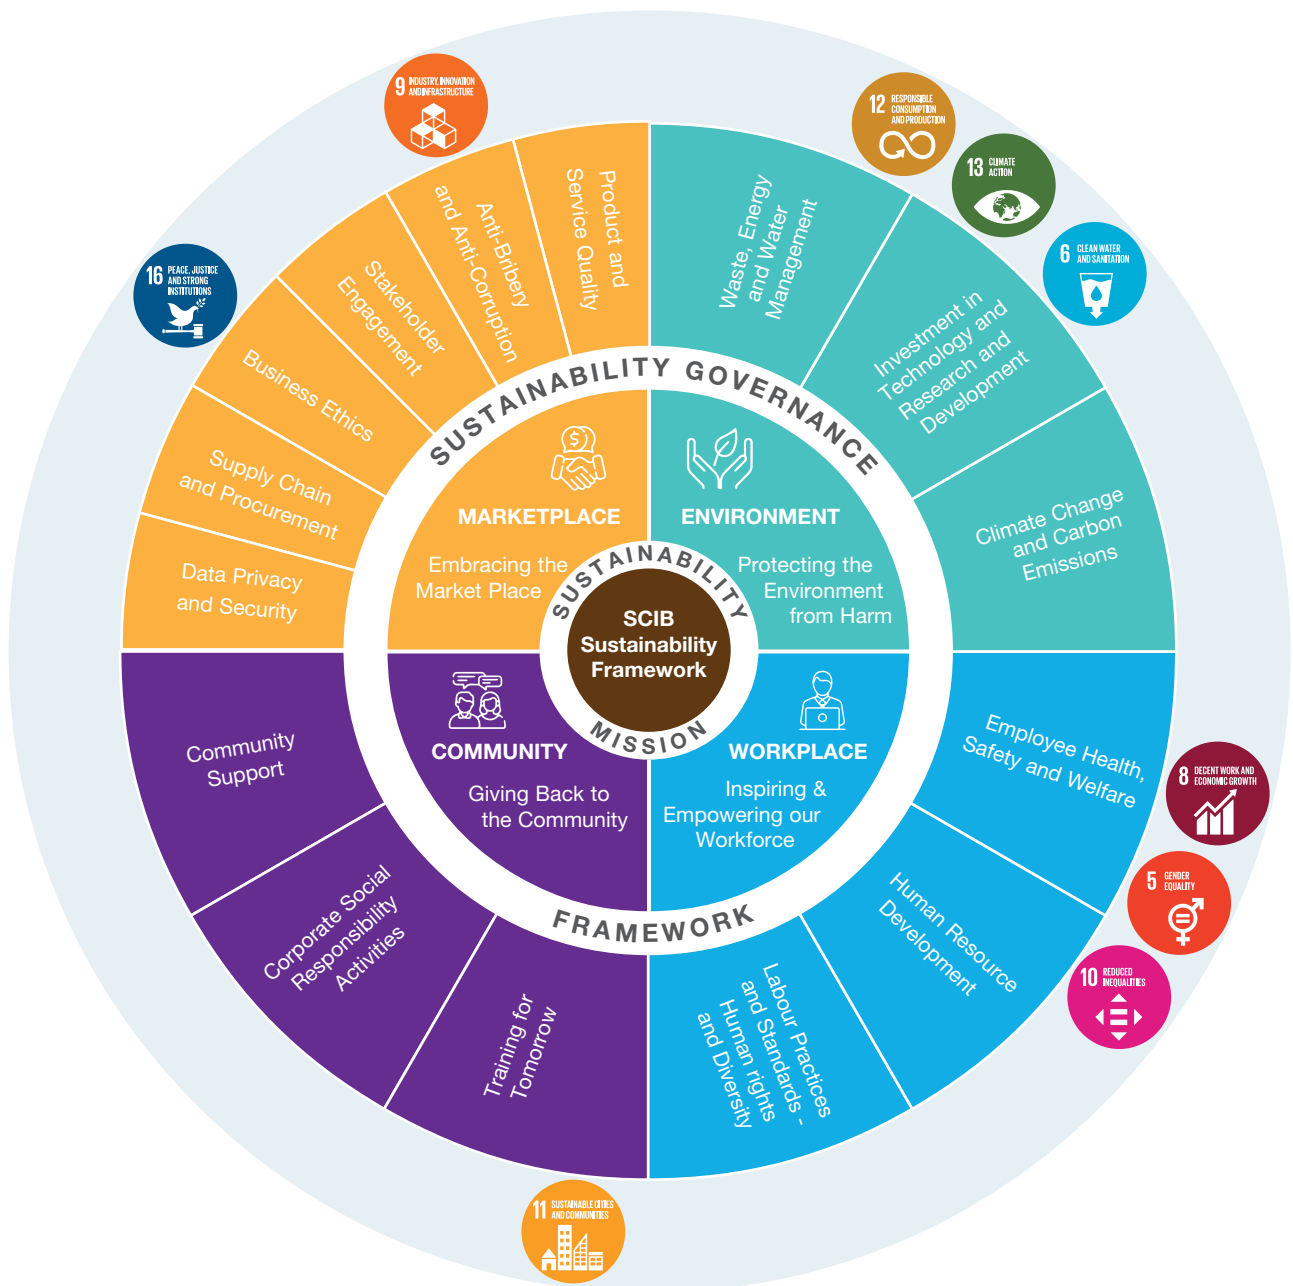 9 INDUSTRY, INNOVATION
AND INFRASTRUCTURE
12 RESPONSIBLE
CONSUMPTION
AND PRODUCTION
13 CLIMATE
ACTION
6 CLEAN WATER
AND SANITATION
16 PEACE, JUSTICE
AND STRONG
INSTITUTIONS
Product and
Service Quality
Anti-Bribery
and Anti-Corruption
Stakeholder
Engagement
Business Ethics
Supply Chain
and Procurement
Data Privacy
and Security
Waste, Energy
and Water
Management
Investment in
Technology and
Research and
Development
Climate Change
and Carbon
Emissions
SUSTAINABILITY GOVERNANCE
$
MARKETPLACE
Embracing the
Market Place
ENVIRONMENT
Protecting the
Environment
from Harm
SUSTAINABILITY
SCIB
Sustainability
Framework
MISSION
COMMUNITY
Giving Back to
the Community
WORKPLACE
Inspiring &
Empowering our
Workforce
FRAMEWORK
Community
Support
Corporate Social
Responsibility
Activities
Training for
Tomorrow
Employee Health,
Safety and Welfare
Human Resource
Development
Labour Practices
and Standards -
Human rights
and Diversity
8 DECENT WORK AND
ECONOMIC GROWTH
5 GENDER
EQUALITY
10 REDUCED
INEQUALITIES
11 SUSTAINABLE CITIES
AND COMMUNITIES